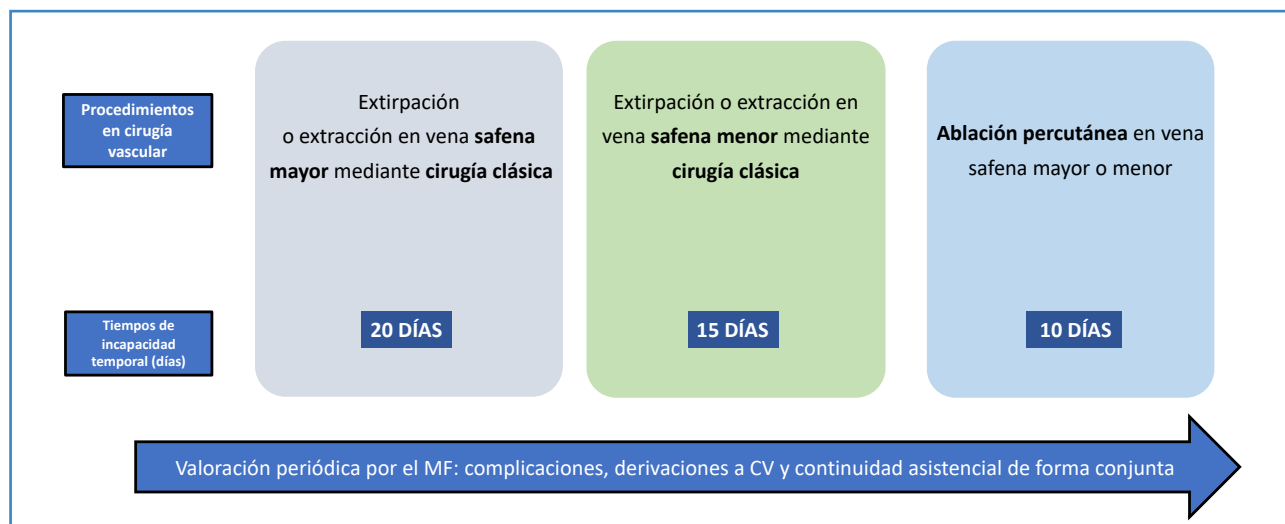 Procedimientos
en cirugía
vascular
Extirpación
o extracción en vena safena
mayor mediante cirugía clásica
Extirpación o extracción en
vena safena menor mediante
cirugía clásica
Ablación percutánea en vena
safena mayor o menor
Tiempos de
incapacidad
temporal (días)
20 DÍAS
15 DÍAS
10 DÍAS
Valoración periódica por el MF: complicaciones, derivaciones a CV y continuidad asistencial de forma conjunta